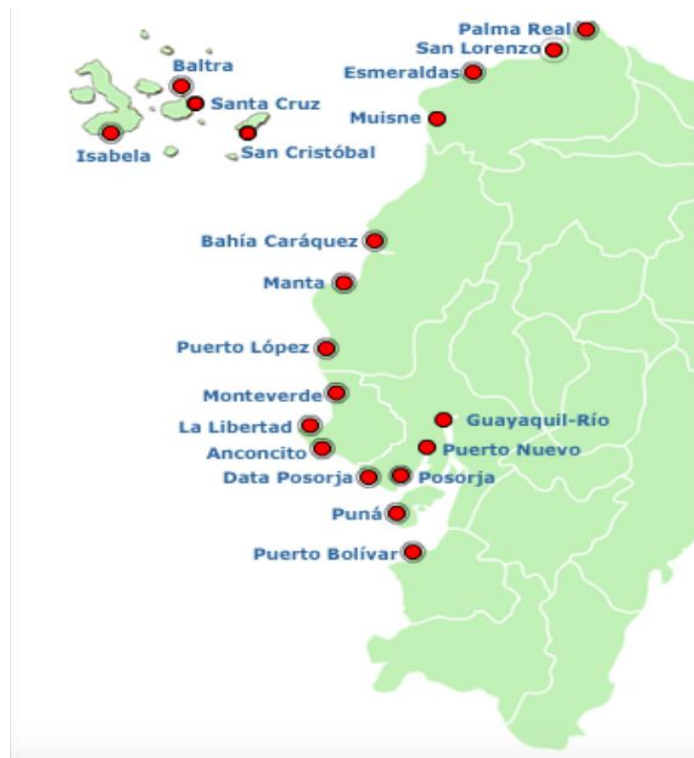 Palma Real
San Lorenzo
Esmeraldas
Baltra
Santa Cruz
Muisne
Isabela
San Cristóbal
Bahía Caráquez
Manta
Puerto López
Monteverde
La Libertad
Guayaquil-Río
Anconcito
Puerto Nuevo
Data Posorja
Posorja
Puná
Puerto Bolívar